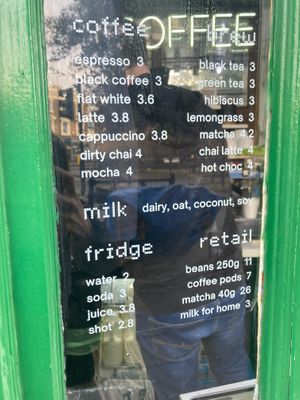 COFFEE
coffee
espresso 3
black coffee 3
flat white 3.6
latte 3.8
cappuccino 3.8
dirty chai 4
mocha 4
brew
black tea 3
green tea 3
hibiscus 3
lemongrass 3
matcha 4.2
chai latte 4
hot choc 4
milk dairy, oat, coconut, soy
fridge
water 2
soda 3
juice 3.8
shot 2.8
retail
beans 250g 11
coffee pods 7
matcha 40g 26
milk for home 3